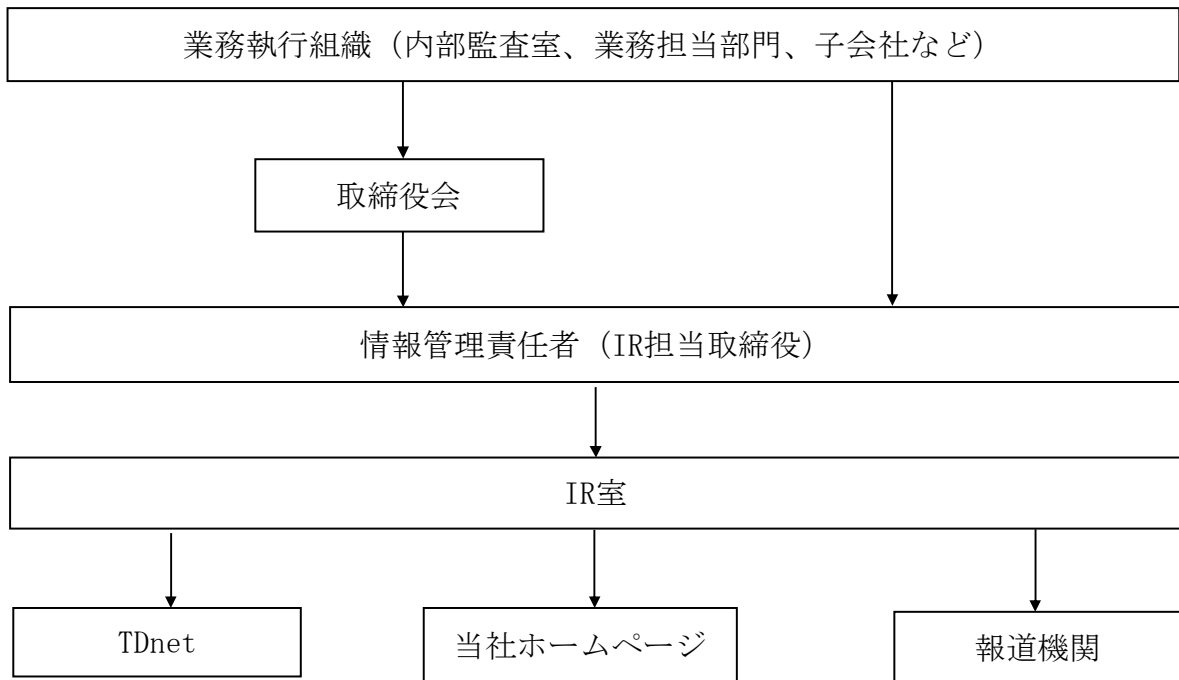 業務執行組織（内部監査室、業務担当部門、子会社など）
取締役会
情報管理責任者（IR担当取締役）
IR室
TDnet
当社ホームページ
報道機関